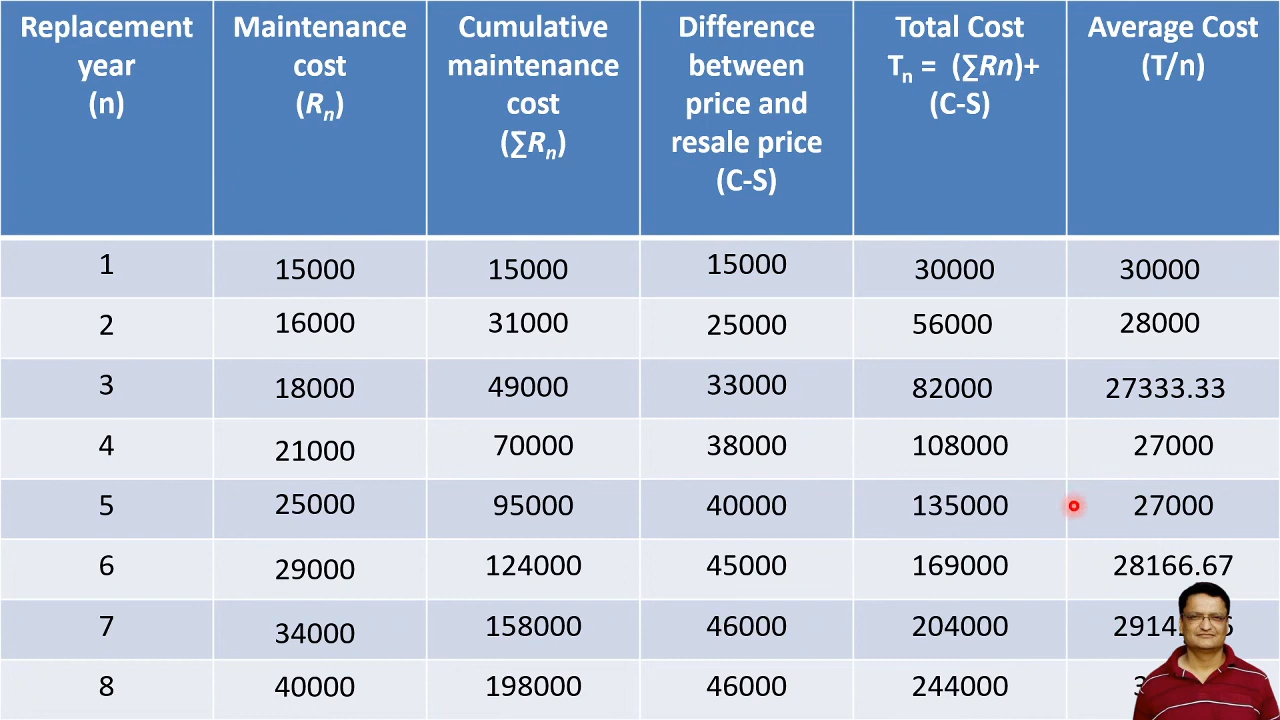 Replacement year (n)
Maintenance cost (Rn)
Cumulative maintenance cost (∑Rn)
Difference between price and resale price (C-S)
Total Cost Tn = (∑Rn)+ (C-S)
Average Cost (T/n)
1 15000 15000 15000 30000 30000
2 16000 31000 25000 56000 28000
3 18000 49000 33000 82000 27333.33
4 21000 70000 38000 108000 27000
5 25000 95000 40000 135000 27000
6 29000 124000 45000 169000 28166.67
7 34000 158000 46000 204000
8 40000 198000 46000 244000